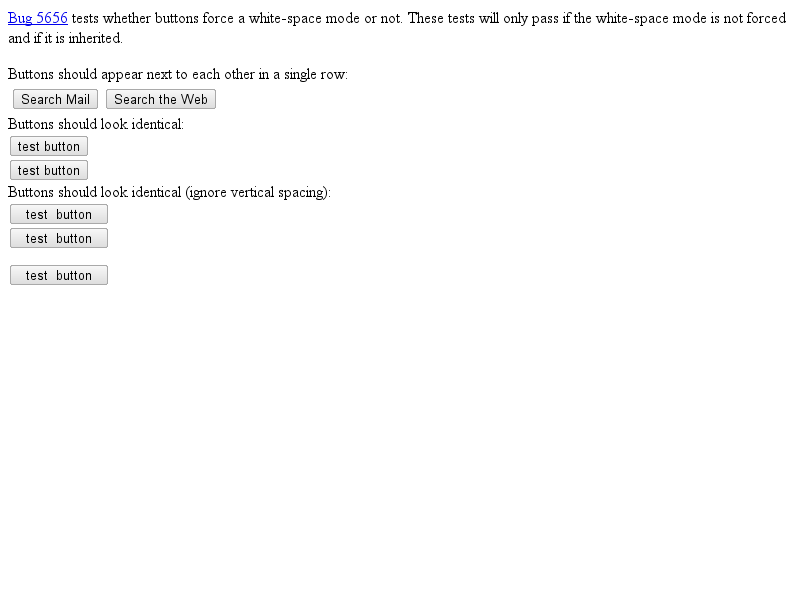 Bug 5656 tests whether buttons force a white-space mode or not. These tests will only pass if the white-space mode is not forced
and if it is inherited.
Buttons should appear next to each other in a single row:
Search Mail Search the Web
Buttons should look identical:
test button
test button
Buttons should look identical (ignore vertical spacing):
test  button
test  button
test  button